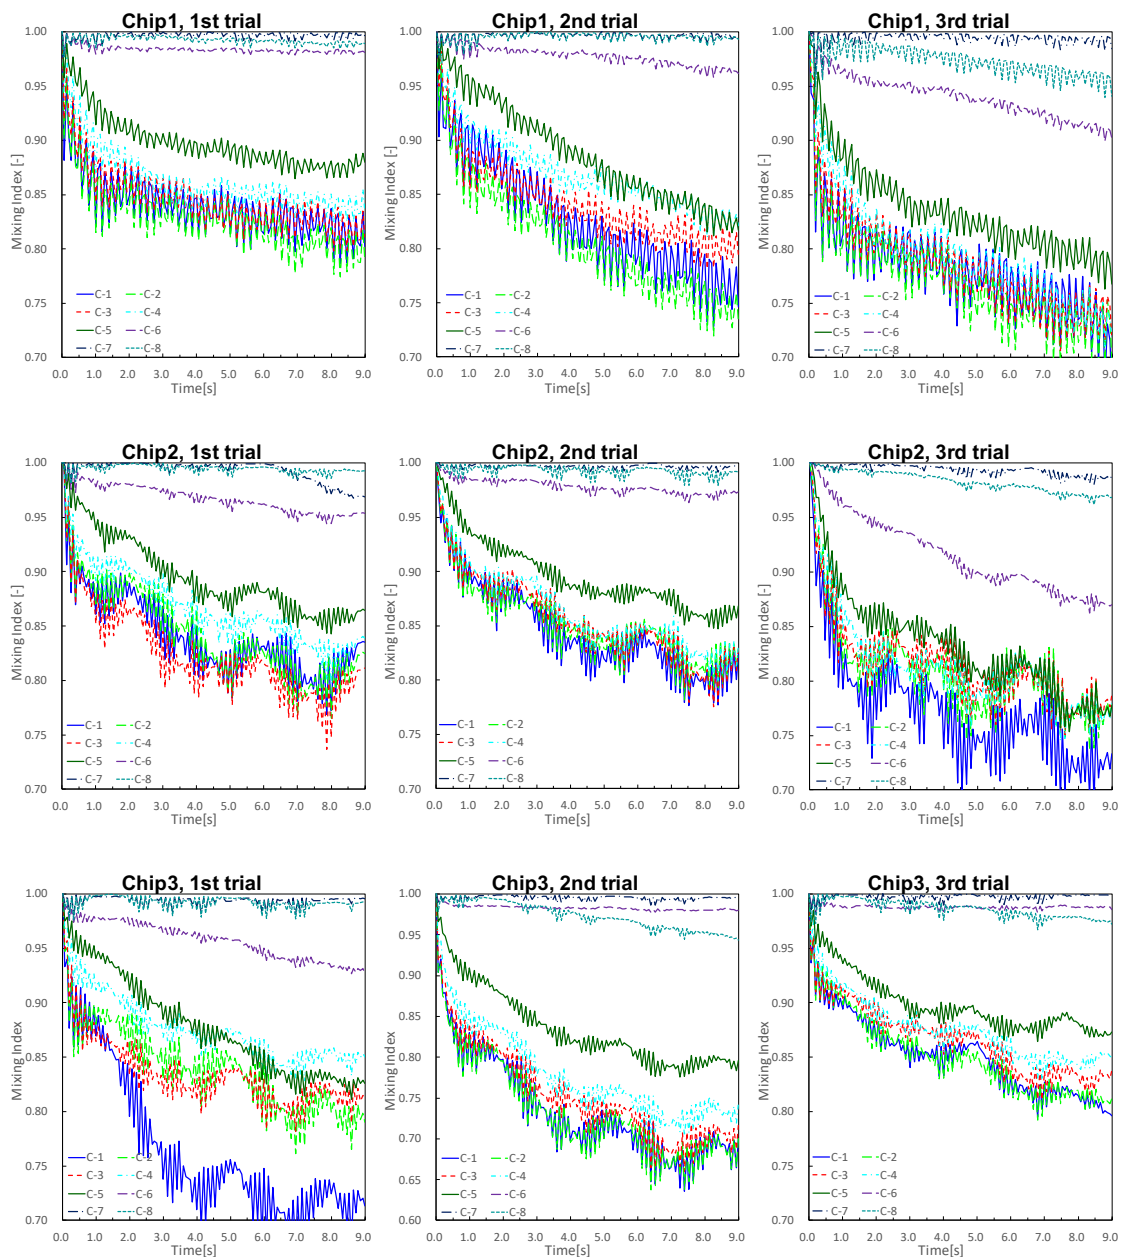 Chip1, 1st trial
Mixing Index [-]
1.00
0.95
0.90
0.85
0.80
0.75
0.70
C-1 C-2
C-3 C-4
C-5 C-6
C-7 C-8
0.0 1.0 2.0 3.0 4.0 5.0 6.0 7.0 8.0 9.0
Time[s]
Chip1, 2nd trial
Mixing Index [-]
1.00
0.95
0.90
0.85
0.80
0.75
0.70
C-1 C-2
C-3 C-4
C-5 C-6
C-7 C-8
0.0 1.0 2.0 3.0 4.0 5.0 6.0 7.0 8.0 9.0
Time[s]
Chip1, 3rd trial
Mixing Index [-]
1.00
0.95
0.90
0.85
0.80
0.75
0.70
C-1 C-2
C-3 C-4
C-5 C-6
C-7 C-8
0.0 1.0 2.0 3.0 4.0 5.0 6.0 7.0 8.0 9.0
Time[s]
Chip2, 1st trial
Mixing Index [-]
1.00
0.95
0.90
0.85
0.80
0.75
0.70
C-1 C-2
C-3 C-4
C-5 C-6
C-7 C-8
0.0 1.0 2.0 3.0 4.0 5.0 6.0 7.0 8.0 9.0
Time[s]
Chip2, 2nd trial
Mixing Index [-]
1.00
0.95
0.90
0.85
0.80
0.75
0.70
C-1 C-2
C-3 C-4
C-5 C-6
C-7 C-8
0.0 1.0 2.0 3.0 4.0 5.0 6.0 7.0 8.0 9.0
Time[s]
Chip2, 3rd trial
Mixing Index [-]
1.00
0.95
0.90
0.85
0.80
0.75
0.70
C-1 C-2
C-3 C-4
C-5 C-6
C-7 C-8
0.0 1.0 2.0 3.0 4.0 5.0 6.0 7.0 8.0 9.0
Time[s]
Chip3, 1st trial
Mixing Index
1.00
0.95
0.90
0.85
0.80
0.75
0.70
C-1 C-2
C-3 C-4
C-5 C-6
C-7 C-8
0.0 1.0 2.0 3.0 4.0 5.0 6.0 7.0 8.0 9.0
Time[s]
Chip3, 2nd trial
Mixing Index
1.00
0.95
0.90
0.85
0.80
0.75
0.70
0.65
0.60
C-1 C-2
C-3 C-4
C-5 C-6
C-7 C-8
0.0 1.0 2.0 3.0 4.0 5.0 6.0 7.0 8.0 9.0
Time[s]
Chip3, 3rd trial
Mixing Index
1.00
0.95
0.90
0.85
0.80
0.75
0.70
C-1 C-2
C-3 C-4
C-5 C-6
C-7 C-8
0.0 1.0 2.0 3.0 4.0 5.0 6.0 7.0 8.0 9.0
Time[s]